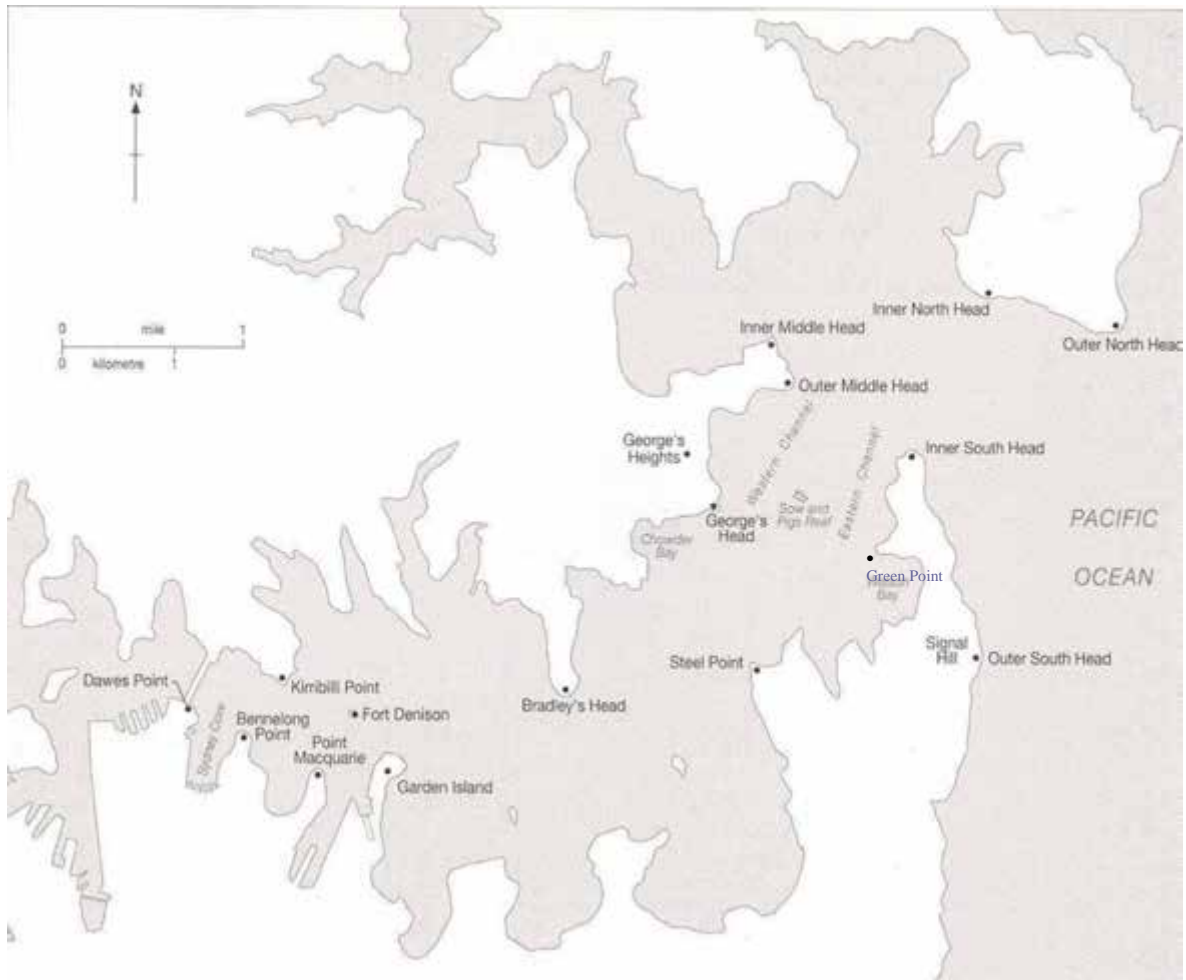 N
0 mile 1
0 kilometre 1
Inner North Head
Outer North Head
Inner Middle Head
Outer Middle Head
George's
Heights
Western Channel
Eastern Channel
Inner South Head
Sow and
Pigs Reef
George's
Head
Chowder
Bay
PACIFIC
OCEAN
Green Point
Bay
Signal
Hill
Outer South Head
Steel Point
Dawes Point
Kirribilli Point
Bradley's Head
Fort Denison
Bennelong
Point
Sydney Cove
Point
Macquarie
Garden Island